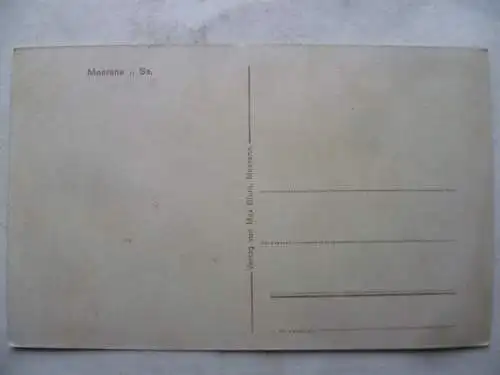 Meerane i. Sa.
Verlag von Max Blum, Meerane.